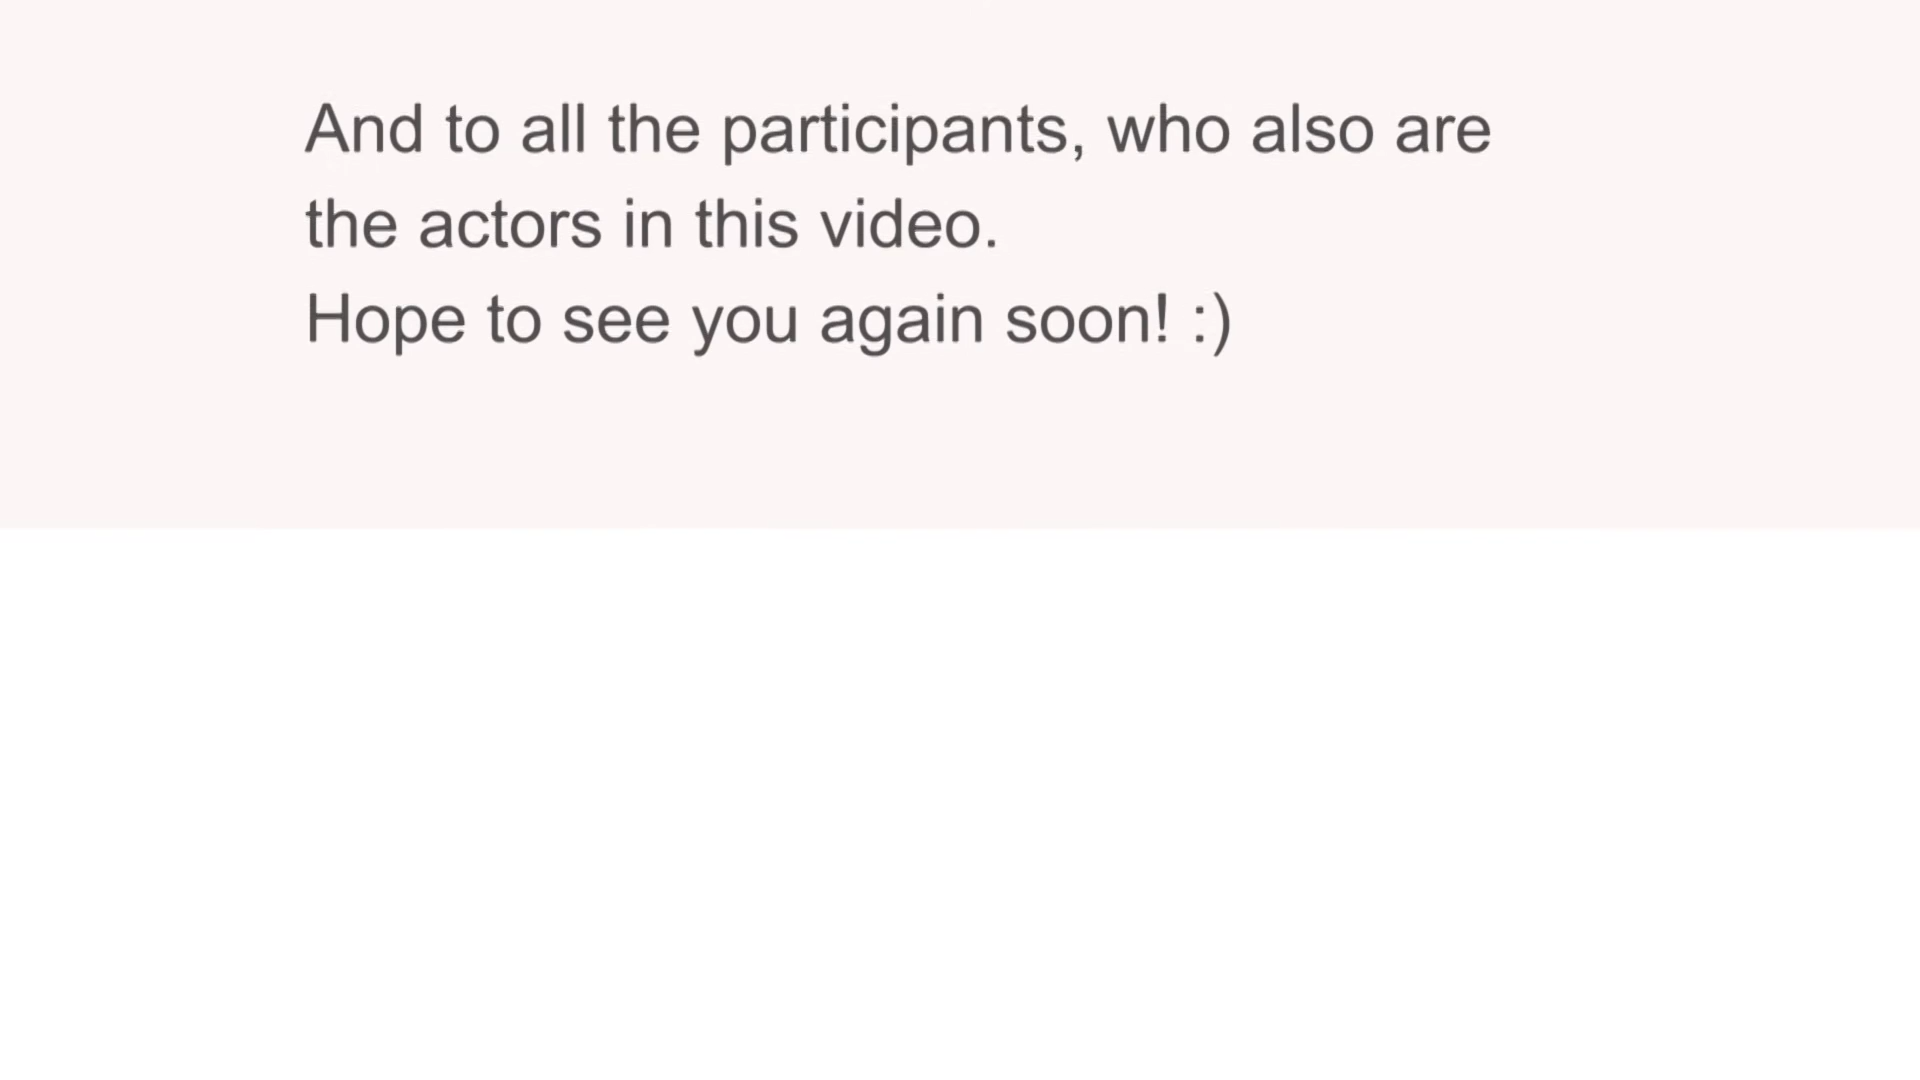 And to all the participants, who also are
the actors in this video.
Hope to see you again soon! :)